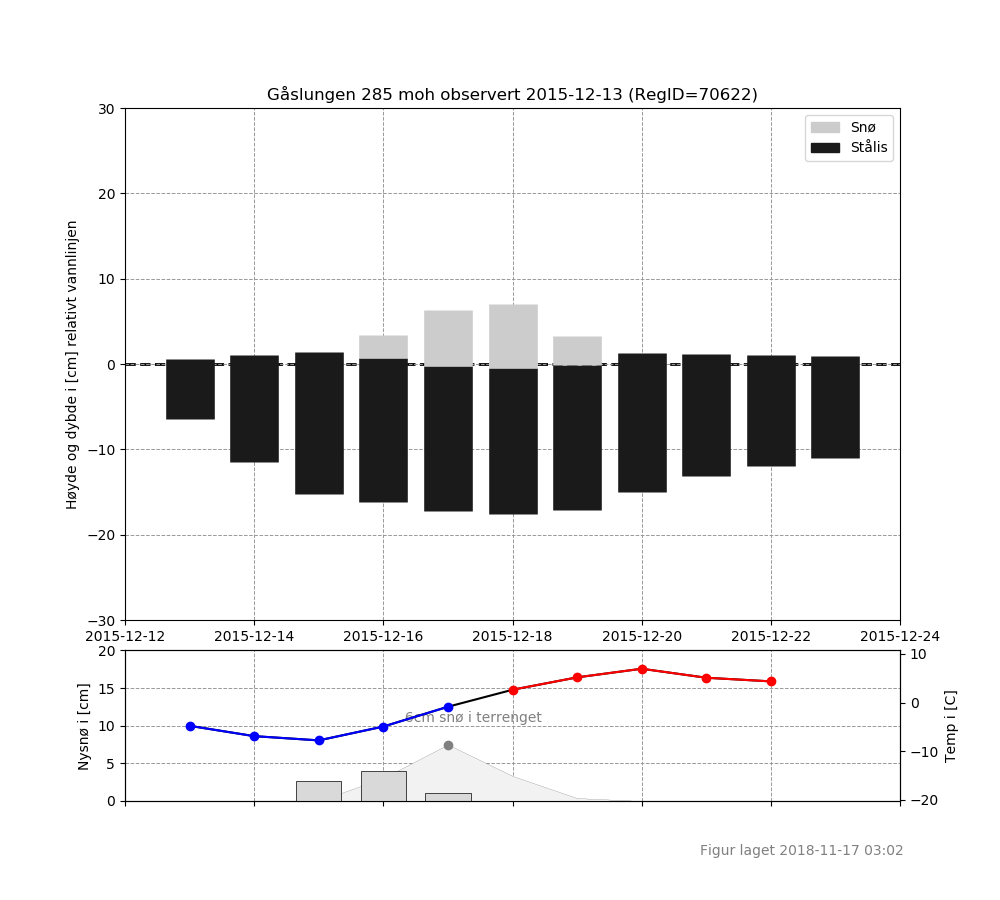 Gåslungen 285 moh observert 2015-12-13 (RegID=70622)
Høyde og dybde i [cm] relativt vannlinjen
30
20
10
0
−10
−20
−30
Snø
Stålis
2015-12-12 2015-12-14 2015-12-16 2015-12-18 2015-12-20 2015-12-22 2015-12-24
Nysnø i [cm]
20
15
10
5
0
6cm snø i terrenget
10
0
−10
−20
Temp i [C]
Figur laget 2018-11-17 03:02